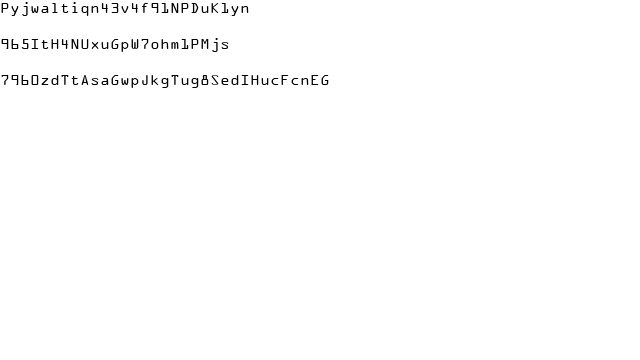 Pyjwaltiqn43v4f91NPDuK1yn
965ItH4NUxuGpW7ohm1PMjs
796OzdTtAsaGwpJkgTug8SedIHucFcnEG